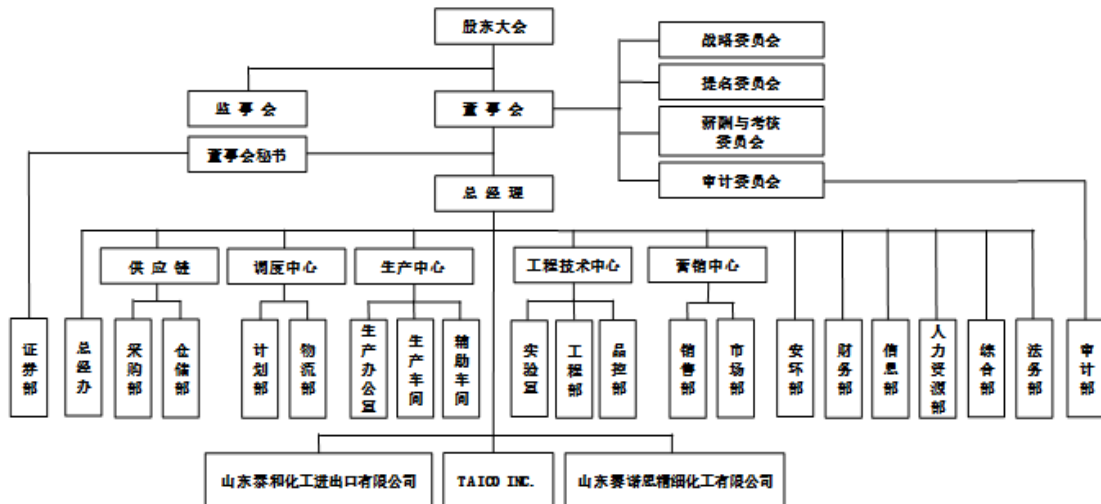 股东大会
战略委员会
提名委员会
监事会
董事会
薪酬与考核
委员会
董事会秘书
审计委员会
总经理
供应链
调度中心
生产中心
工程技术中心
营销中心
证券部
总经办
采购部
仓储部
计划部
物流部
生产办公室
生产车间
辅助车间
实验室
工程部
品控部
销售部
市场部
安环部
财务部
信息部
人力资源部
综合部
法务部
审计部
山东泰和化工进出口有限公司
TAICO INC.
山东赛诺思精细化工有限公司